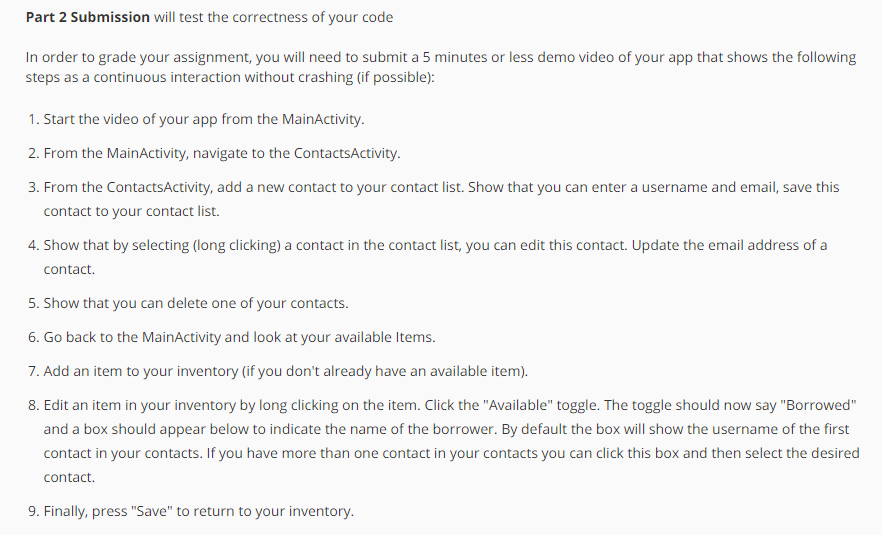 Part 2 Submission will test the correctness of your code
In order to grade your assignment, you will need to submit a 5 minutes or less demo video of your app that shows the following
steps as a continuous interaction without crashing (if possible):
1. Start the video of your app from the MainActivity.
2. From the MainActivity, navigate to the ContactsActivity.
3. From the ContactsActivity, add a new contact to your contact list. Show that you can enter a username and email, save this
contact to your contact list.
4. Show that by selecting (long clicking) a contact in the contact list, you can edit this contact. Update the email address of a
contact.
5. Show that you can delete one of your contacts.
6. Go back to the MainActivity and look at your available Items.
7. Add an item to your inventory (if you don't already have an available item).
8. Edit an item in your inventory by long clicking on the item. Click the "Available" toggle. The toggle should now say "Borrowed"
and a box should appear below to indicate the name of the borrower. By default the box will show the username of the first
contact in your contacts. If you have more than one contact in your contacts you can click this box and then select the desired
contact.
9. Finally, press "Save" to return to your inventory.